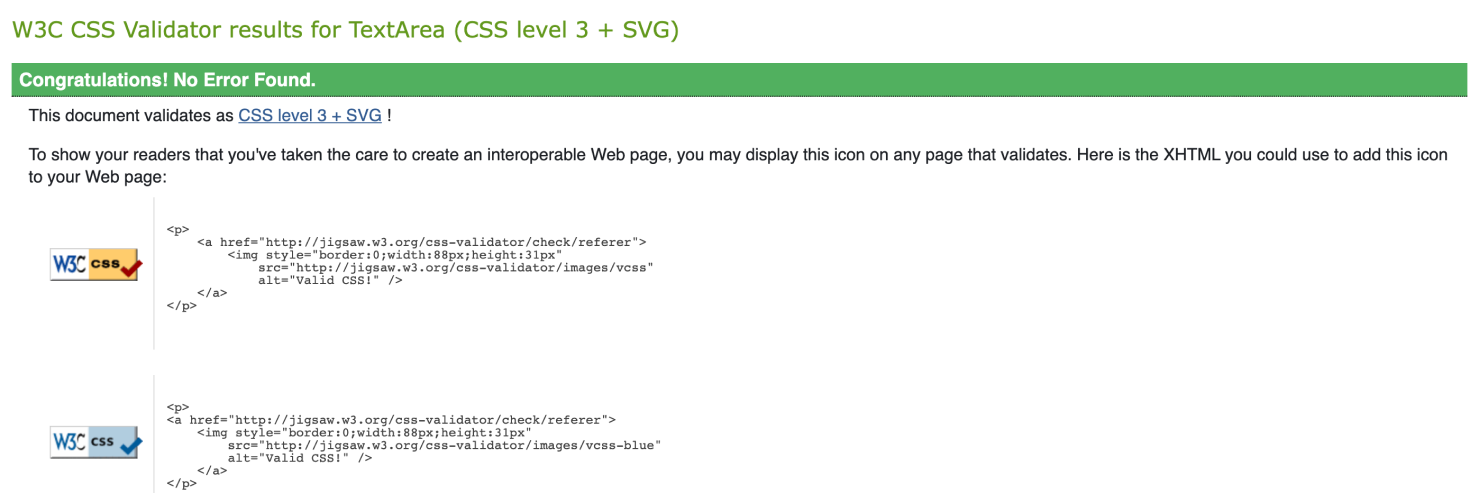 W3C CSS Validator results for TextArea (CSS level 3 + SVG)
Congratulations! No Error Found.
This document validates as CSS level 3 + SVG !
To show your readers that you've taken the care to create an interoperable Web page, you may display this icon on any page that validates. Here is the XHTML you could use to add this icon
to your Web page:
W3C css
<p>
<a href="http://jigsaw.w3.org/css-validator/check/referer">
<img style="border:0;width:88px;height:31px"
src="http://jigsaw.w3.org/css-validator/images/vcss"
alt="Valid CSS!" />
</a>
</p>
W3C css
<p>
<a href="http://jigsaw.w3.org/css-validator/check/referer">
<img style="border:0;width:88px;height:31px"
src="http://jigsaw.w3.org/css-validator/images/vcss-blue"
alt="Valid CSS!" />
</a>
</p>